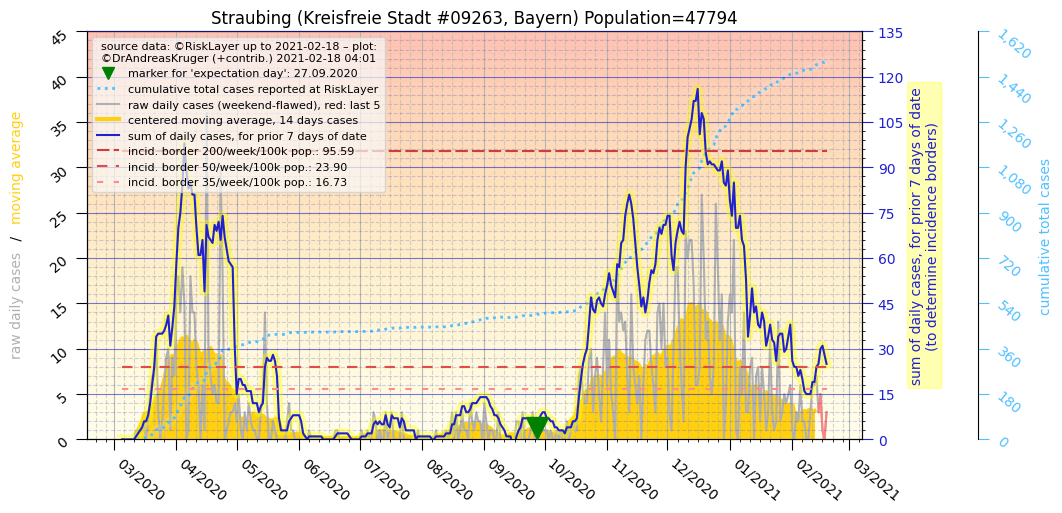 Straubing (Kreisfreie Stadt #09263, Bayern) Population=47794
source data: ©RiskLayer up to 2021-02-18 – plot:
©DrAndreasKruger (+contrib.) 2021-02-18 04:01
marker for 'expectation day': 27.09.2020
cumulative total cases reported at RiskLayer
raw daily cases (weekend-flawed), red: last 5
centered moving average, 14 days cases
sum of daily cases, for prior 7 days of date
incid. border 200/week/100k pop.: 95.59
incid. border 50/week/100k pop.: 23.90
incid. border 35/week/100k pop.: 16.73
raw daily cases / moving average
45
40
35
30
25
20
15
10
5
0
03/2020
04/2020
05/2020
06/2020
07/2020
08/2020
09/2020
10/2020
11/2020
12/2020
01/2021
02/2021
03/2021
135
120
105
90
75
60
45
30
15
0
sum of daily cases, for prior 7 days of date
(to determine incidence borders)
1,620
1,440
1,260
1,080
900
720
540
360
180
0
cumulative total cases